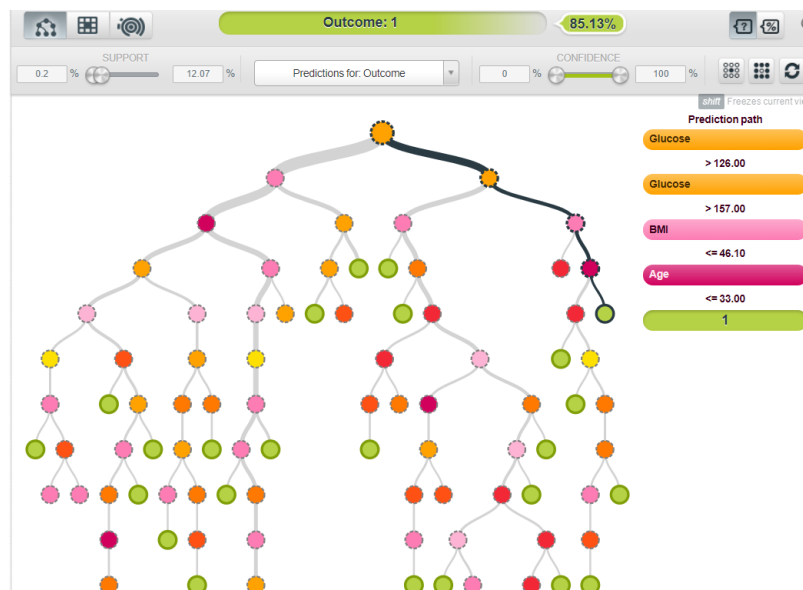 Outcome: 1
85.13%
SUPPORT
0.2 %
12.07 %
Predictions for: Outcome
CONFIDENCE
0 %
100 %
shift Freezes current vie
Prediction path
Glucose
> 126.00
Glucose
> 157.00
BMI
<= 46.10
Age
<= 33.00
1